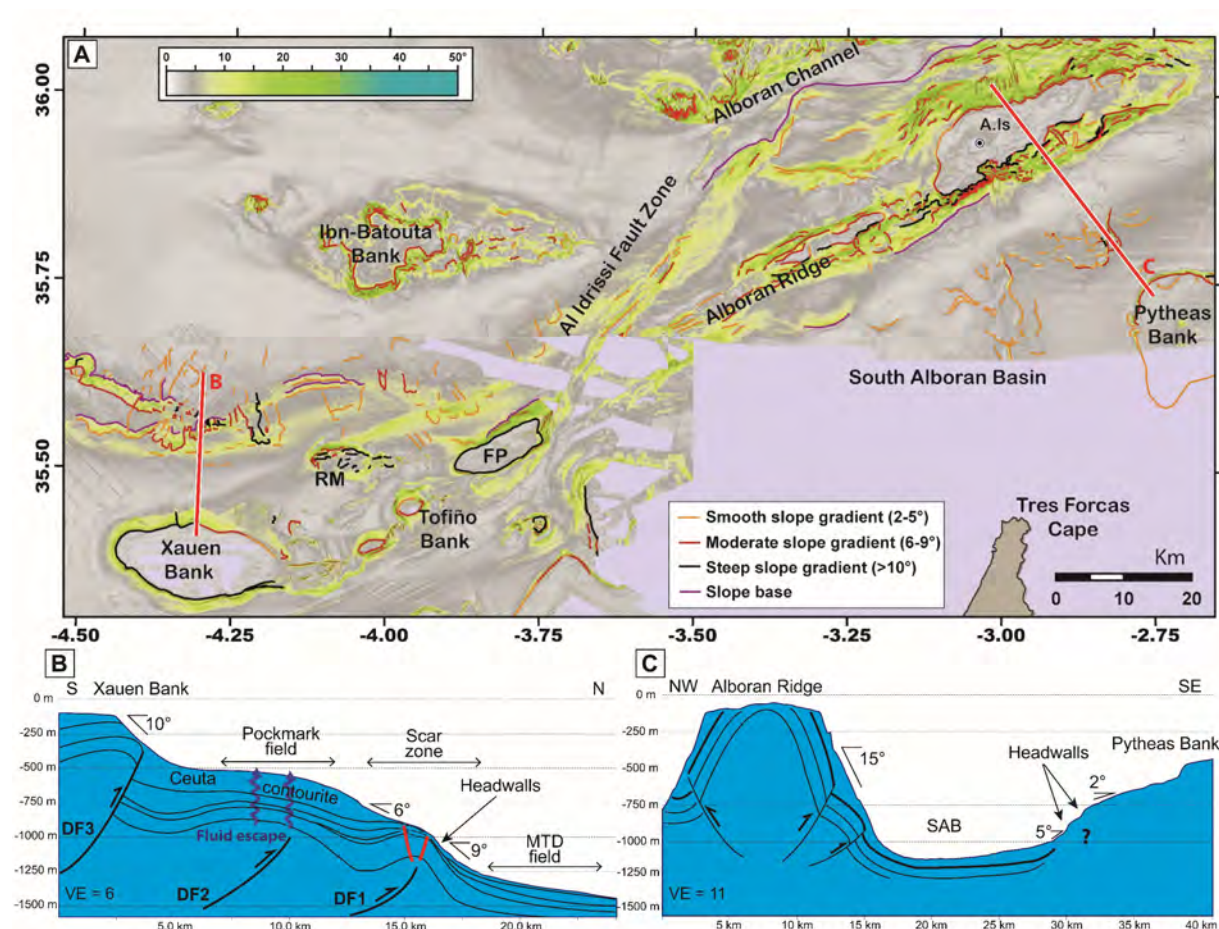 A
0 10 20 30 50°
36.00
35.75
35.50
Alboran Channel
A.Is
Ibn-Batouta
Bank
Al Idrissi Fault Zone
Alboran Ridge
C
Pytheas
Bank
South Alboran Basin
B
RM
FP
Tofiño
Bank
Xauen
Bank
Smooth slope gradient (2-5°)
Moderate slope gradient (6-9°)
Steep slope gradient (>10°)
Slope base
Tres Forcas
Cape
Km
0 10 20
-4.50 -4.25 -4.00 -3.75 -3.50 -3.25 -3.00 -2.75
B
S Xauen Bank N
0 m
-250 m
-500 m
-750 m
-1000 m
-1250 m
-1500 m
10°
Pockmark
field
Scar
zone
Headwalls
Ceuta
contourite
6°
Fluid escape
9°
MTD
field
DF3
DF2
DF1
VE = 6
5.0 km 10.0 km 15.0 km 20.0 km
C
NW Alboran Ridge SE
0 m
-250 m
-500 m
-750 m
-1000 m
-1250 m
-1500 m
15°
Headwalls
Pytheas Bank
2°
SAB
5°
?
VE = 11
5 km 10 km 15 km 20 km 25 km 30 km 35 km 40 km